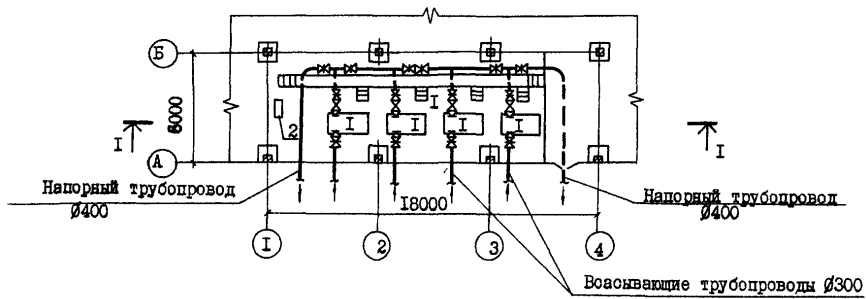 Б
6000
А
I
I
2
I
I
I
I
I
Напорный трубопровод
Ø400
I8000
Напорный трубопровод
Ø400
I
2
3
4
Всасывающие трубопроводы Ø300